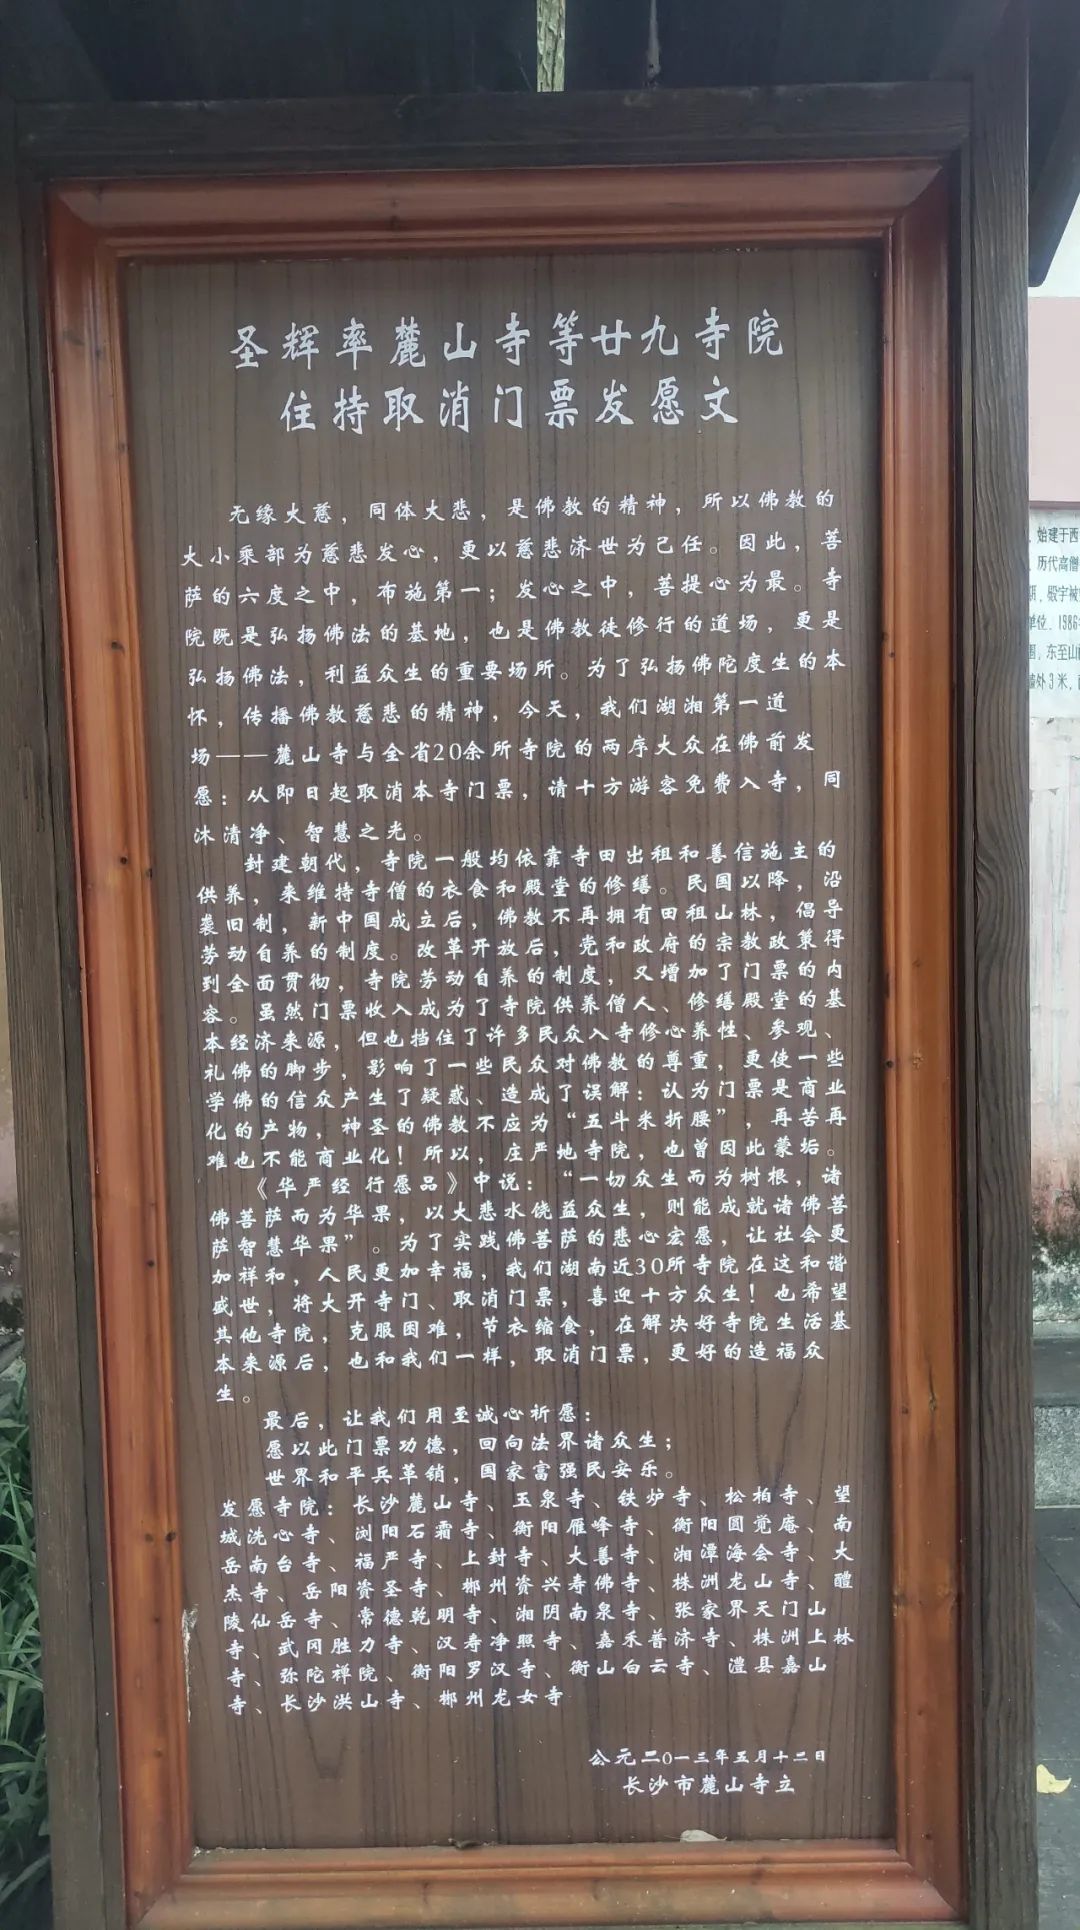 圣辉率麓山寺等廿九寺院
住持取消门票发愿文
无缘大慈，同体大悲，是佛教的精神，所以佛教的
大小乘部为慈悲发心，更以慈悲济世为己任。因此，菩
萨的六度之中，布施第一；发心之中，菩提心为最。寺
院既是弘扬佛法的基地，也是佛教徒修行的道场，更是
弘扬佛法，利益众生的重要场所。为了弘扬佛陀度生的本
怀，传播佛教慈悲的精神，今天，我们湖湘第一道
场——麓山寺与全省20余所寺院的两序大众在佛前发
愿：从即日起取消本寺门票，请十方游客免费入寺，同
沐清净、智慧之光。
封建朝代，寺院一般均依靠寺田出租和善信施主的
供养，来维持寺僧的衣食和殿堂的修缮。民国以降，沿
袭旧制，新中国成立后，佛教不再拥有田租山林，倡导
劳动自养的制度。改革开放后，党和政府的宗教政策得
到全面贯彻，寺院劳动自养的制度，又增加了门票的内
容。虽然门票收入成为了寺院供养僧人、修缮殿堂的基
本经济来源，但也挡住了许多民众入寺修心养性、参观、
礼佛的脚步，影响了一些民众对佛教的尊重，更使一些
学佛的信众产生了疑惑、造成了误解：认为门票是商业
化的产物，神圣的佛教不应为“五斗米折腰”，再苦再
难也不能商业化！所以，庄严地寺院，也曾因此蒙垢。
《华严经行愿品》中说：“一切众生而为树根，诸
佛菩萨而为华果，以大悲水饶益众生，则能成就诸佛菩
萨智慧华果”。为了实践佛菩萨的悲心宏愿，让社会更
加祥和，人民更加幸福，我们湖南近30所寺院在这和谐
盛世，将大开寺门、取消门票，喜迎十方众生！也希望
其他寺院，克服困难，节衣缩食，在解决好寺院生活基
本来源后，也和我们一样，取消门票，更好的造福众
生。
最后，让我们用至诚心祈愿：
愿以此门票功德，回向法界诸众生；
世界和平兵革销，国家富强民安乐。
发愿寺院：长沙麓山寺、玉泉寺、铁炉寺、松柏寺、望
城洗心寺、浏阳石霜寺、衡阳雁峰寺、衡阳圆觉庵、南
岳南台寺、福严寺、上封寺、大善寺、湘潭海会寺、大
杰寺、岳阳资圣寺、郴州资兴寿佛寺、株洲龙山寺、醴
陵仙岳寺、常德乾明寺、湘阴南泉寺、张家界天门山
寺、武冈胜力寺、汉寿净照寺、嘉禾普济寺、株洲上林
寺、弥陀禅院、衡阳罗汉寺、衡山白云寺、澧县嘉山
寺、长沙洪山寺、郴州龙女寺
公元二0一三年五月十二日
长沙市麓山寺立
始建于西
历代高僧
殿宇被
单位，1986
东至山
外3米，